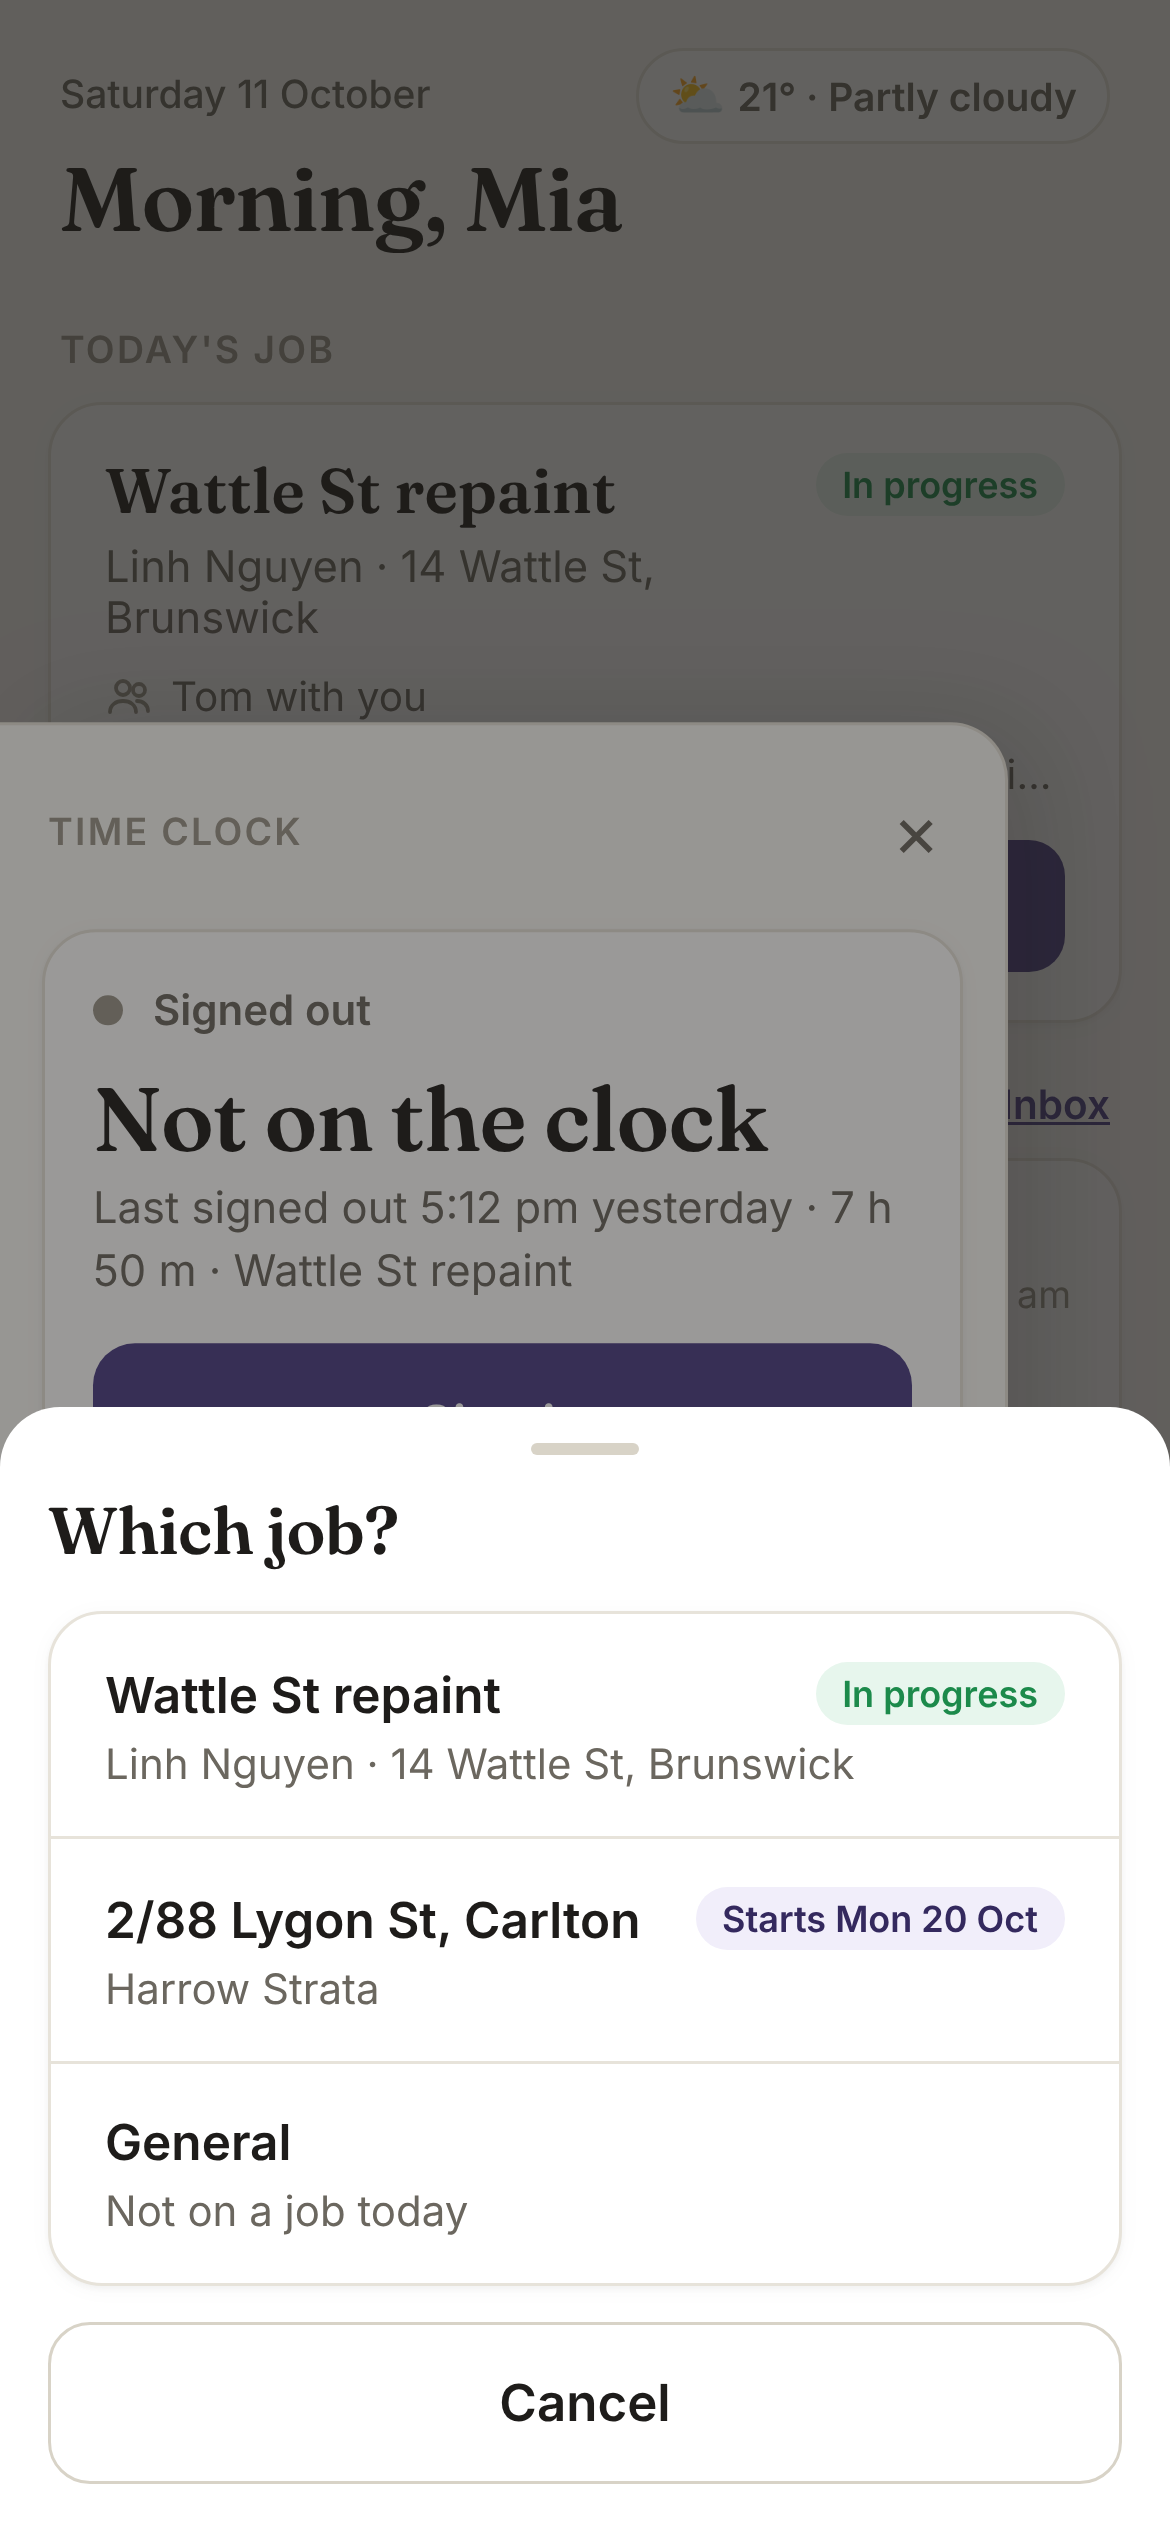 Saturday 11 October
21° · Partly cloudy
Morning, Mia
TODAY'S JOB
Wattle St repaint
In progress
Linh Nguyen · 14 Wattle St,
Brunswick
Tom with you
TIME CLOCK
Signed out
Not on the clock
Last signed out 5:12 pm yesterday · 7 h
50 m · Wattle St repaint
Inbox
am
Which job?
Wattle St repaint
In progress
Linh Nguyen · 14 Wattle St, Brunswick
2/88 Lygon St, Carlton
Starts Mon 20 Oct
Harrow Strata
General
Not on a job today
Cancel